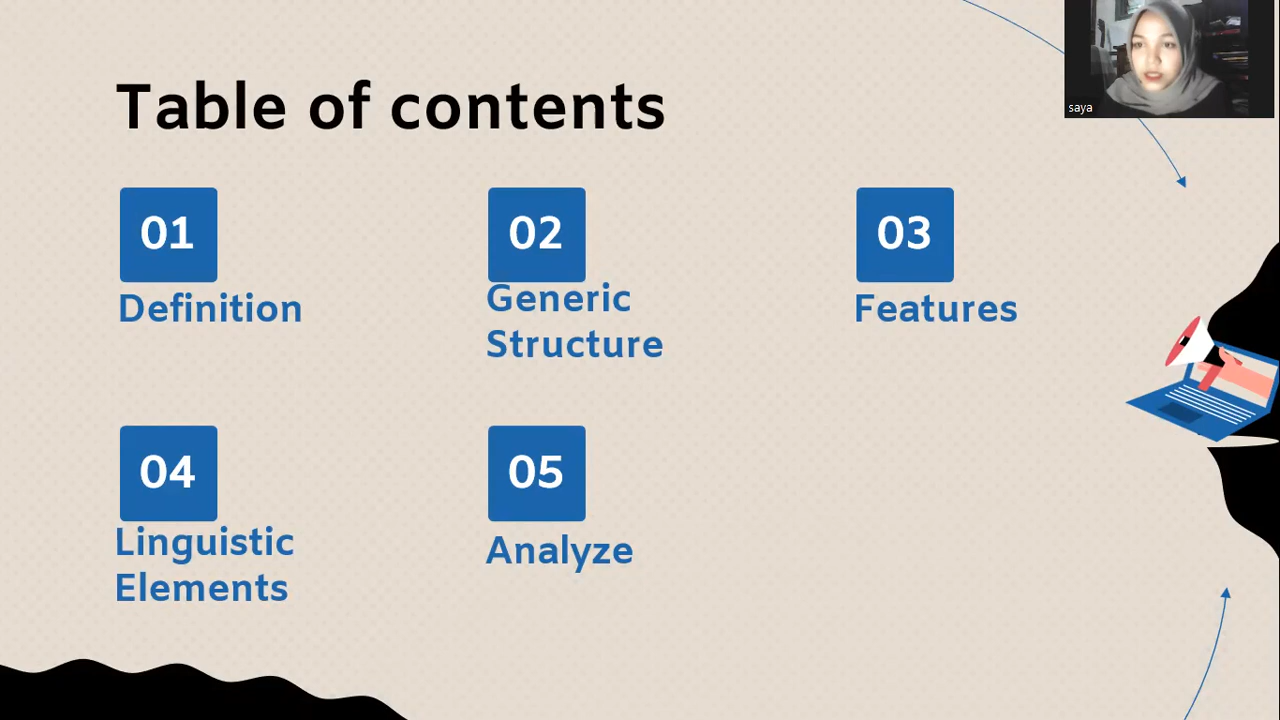 saya
Table of contents
01
Definition
02
Generic
Structure
03
Features
04
Linguistic
Elements
05
Analyze